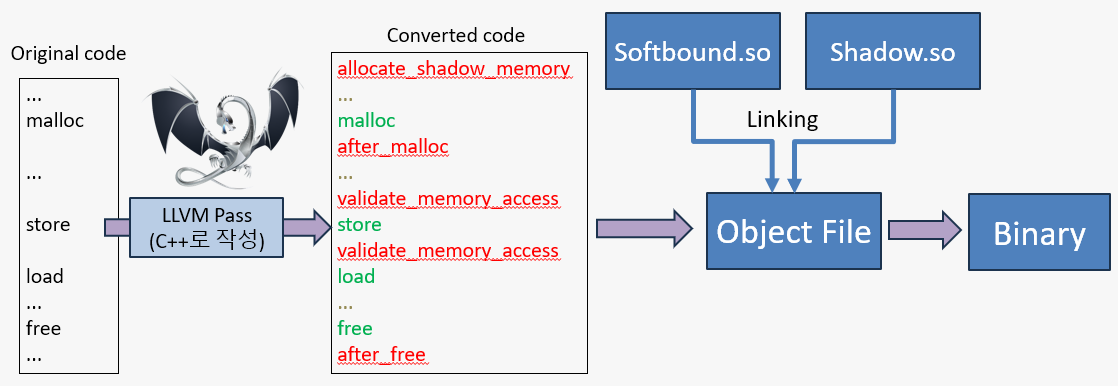 Original code
...
malloc
...
store
load
...
free
...
LLVM Pass
(C++로 작성)
Converted code
allocate_shadow_memory
...
malloc
after_malloc
...
validate_memory_access
store
validate_memory_access
load
...
free
after_free
Softbound.so
Shadow.so
Linking
Object File
Binary